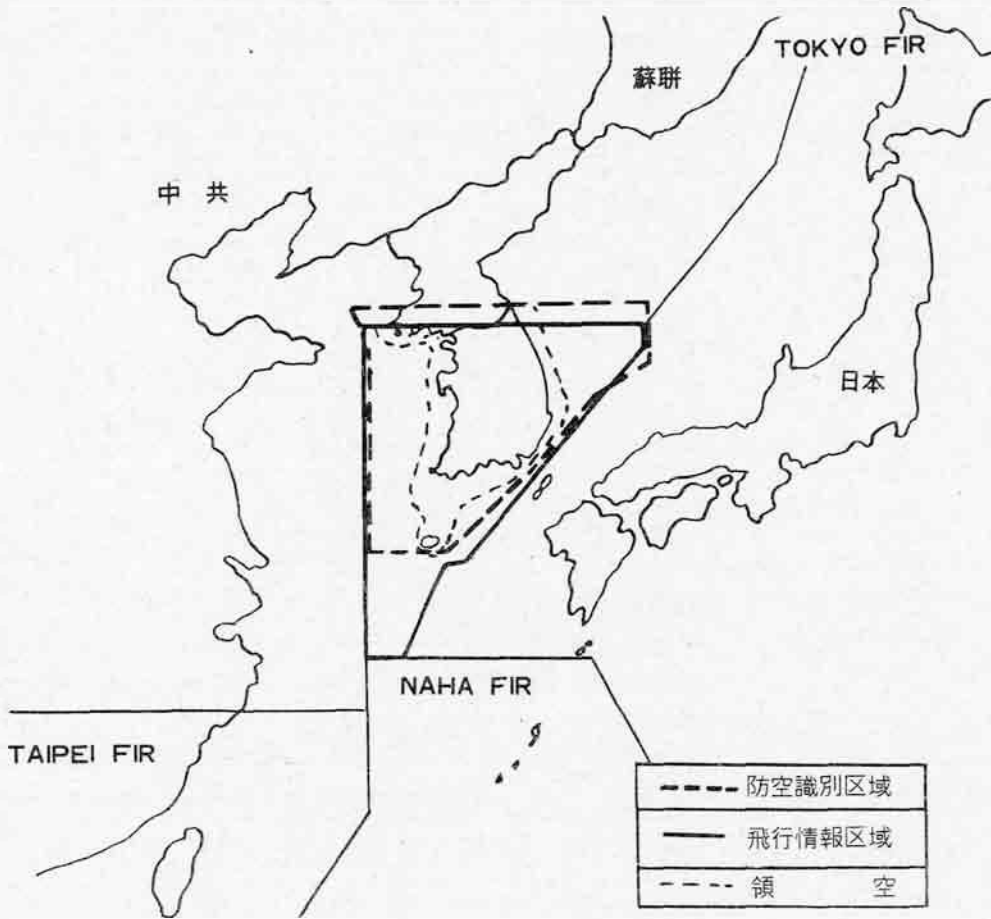 TOKYO FIR
蘇聯
中共
日本
NAHA FIR
TAIPEI FIR
防空識別区域
飛行情報区域
領空